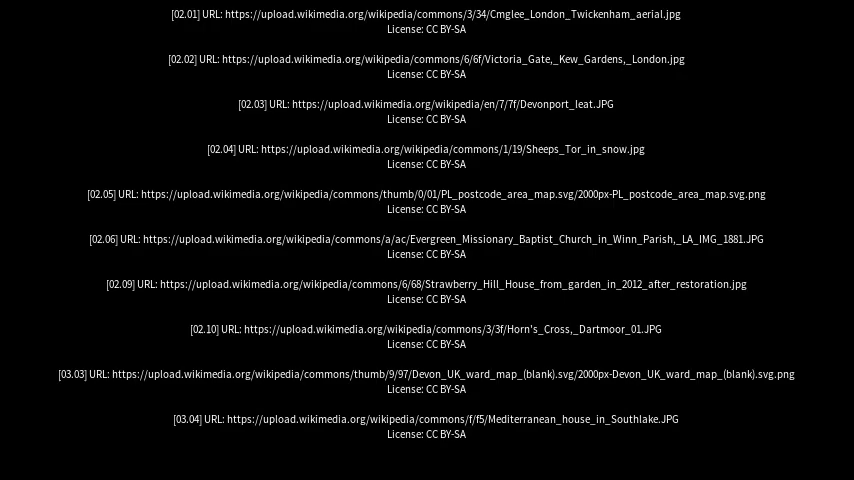 [02.01] URL: https://upload.wikimedia.org/wikipedia/commons/3/34/Cmglee_London_Twickenham_aerial.jpg
License: CC BY-SA
[02.02] URL: https://upload.wikimedia.org/wikipedia/commons/6/6f/Victoria_Gate,_Kew_Gardens,_London.jpg
License: CC BY-SA
[02.03] URL: https://upload.wikimedia.org/wikipedia/en/7/7f/Devonport_leat.JPG
License: CC BY-SA
[02.04] URL: https://upload.wikimedia.org/wikipedia/commons/1/19/Sheeps_Tor_in_snow.jpg
License: CC BY-SA
[02.05] URL: https://upload.wikimedia.org/wikipedia/commons/thumb/0/01/PL_postcode_area_map.svg/2000px-PL_postcode_area_map.svg.png
License: CC BY-SA
[02.06] URL: https://upload.wikimedia.org/wikipedia/commons/a/ac/Evergreen_Missionary_Baptist_Church_in_Winn_Parish,_LA_IMG_1881.JPG
License: CC BY-SA
[02.09] URL: https://upload.wikimedia.org/wikipedia/commons/6/68/Strawberry_Hill_House_from_garden_in_2012_after_restoration.jpg
License: CC BY-SA
[02.10] URL: https://upload.wikimedia.org/wikipedia/commons/3/3f/Horn's_Cross,_Dartmoor_01.JPG
License: CC BY-SA
[03.03] URL: https://upload.wikimedia.org/wikipedia/commons/thumb/9/97/Devon_UK_ward_map_(blank).svg/2000px-Devon_UK_ward_map_(blank).svg.png
License: CC BY-SA
[03.04] URL: https://upload.wikimedia.org/wikipedia/commons/f/f5/Mediterranean_house_in_Southlake.JPG
License: CC BY-SA